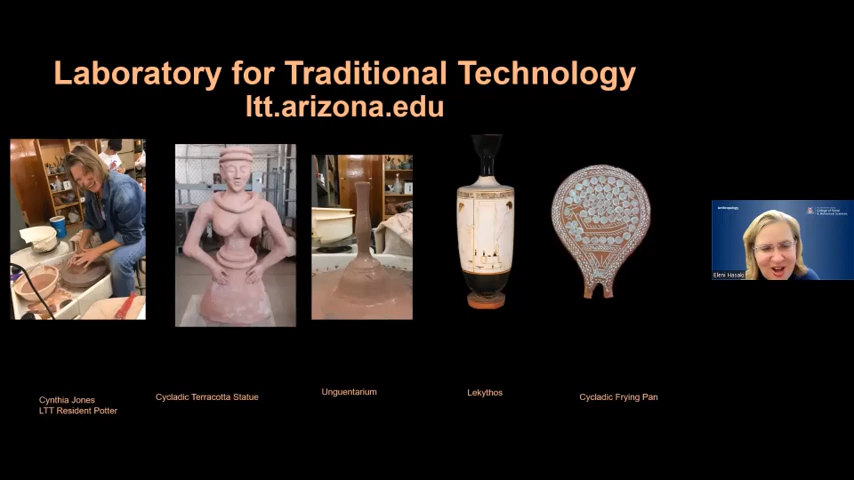 Laboratory for Traditional Technology
ltt.arizona.edu
Anthropology
Eleni Hasaki
Cynthia Jones
LTT Resident Potter
Cycladic Terracotta Statue
Unguentarium
Lekythos
Cycladic Frying Pan